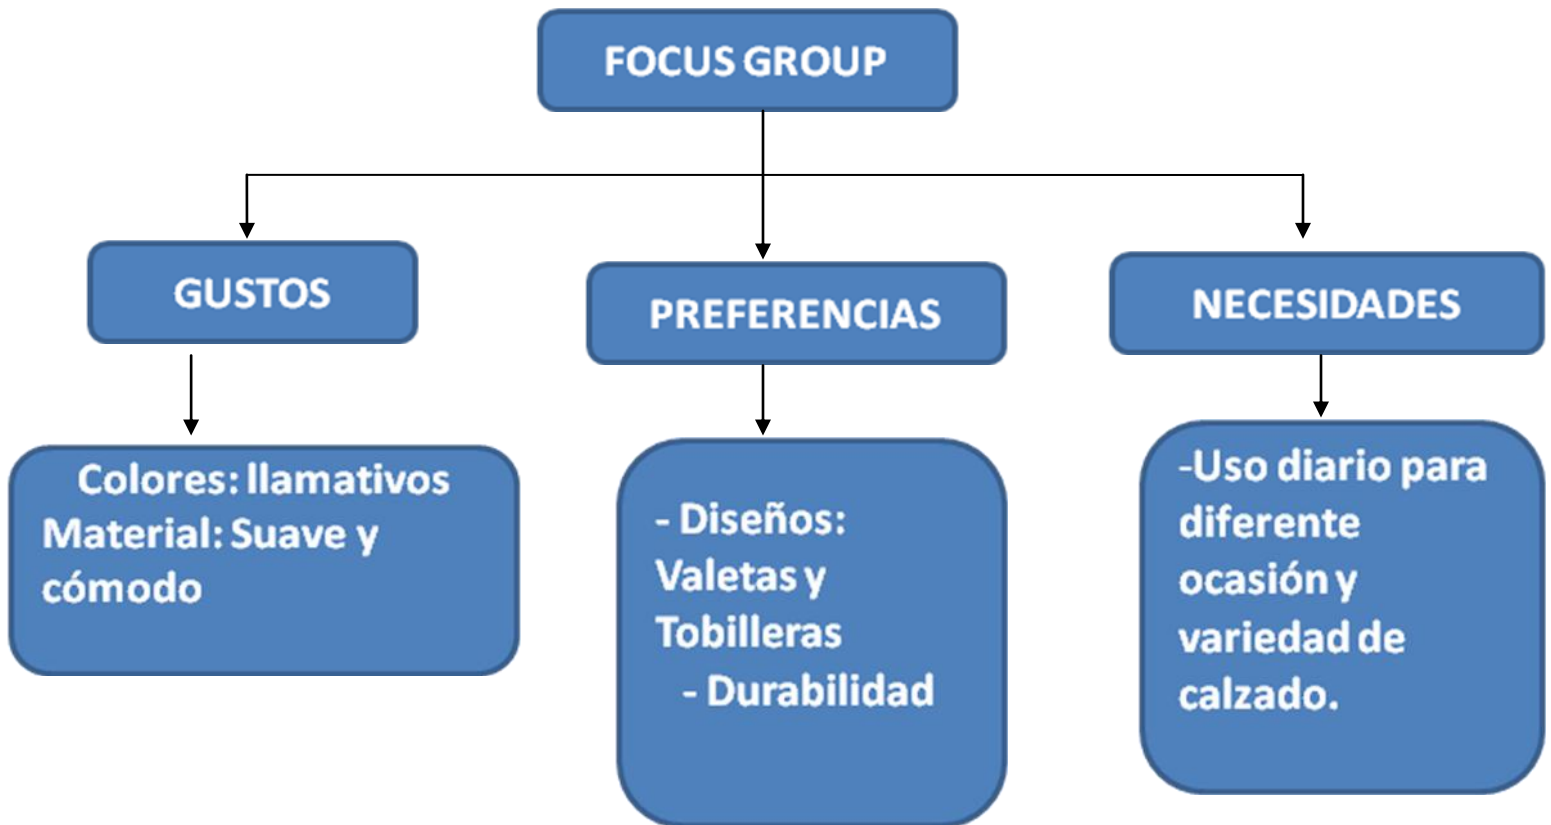 FOCUS GROUP
GUSTOS
PREFERENCIAS
NECESIDADES
Colores: llamativos
Material: Suave y
cómodo
- Diseños:
Valetas y
Tobilleras
- Durabilidad
-Uso diario para
diferente
ocasión y
variedad de
calzado.